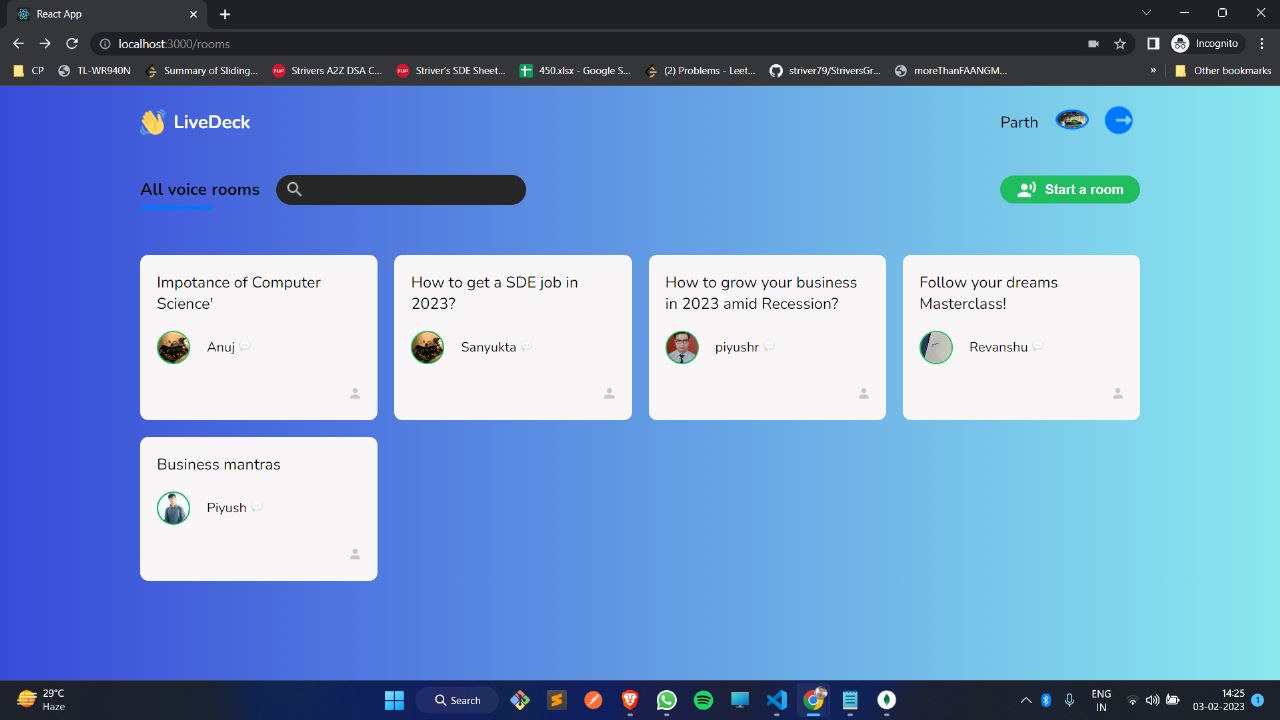 React App
localhost:3000/rooms
Incognito
CP
TL-WR940N
Summary of Sliding...
Strivers A2Z DSA C...
Striver's SDE Sheet...
450.xlsx - Google S...
(2) Problems - Leet...
striver79/StriversGr...
moreThanFAANGM...
»
Other bookmarks
LiveDeck
Parth
All voice rooms
Start a room
Impotance of Computer
Science'
Anuj
How to get a SDE job in
2023?
Sanyukta
How to grow your business
in 2023 amid Recession?
piyushr
Follow your dreams
Masterclass!
Revanshu
Business mantras
Piyush
29°C
Haze
Search
ENG
IN
14:25
03-02-2023
1